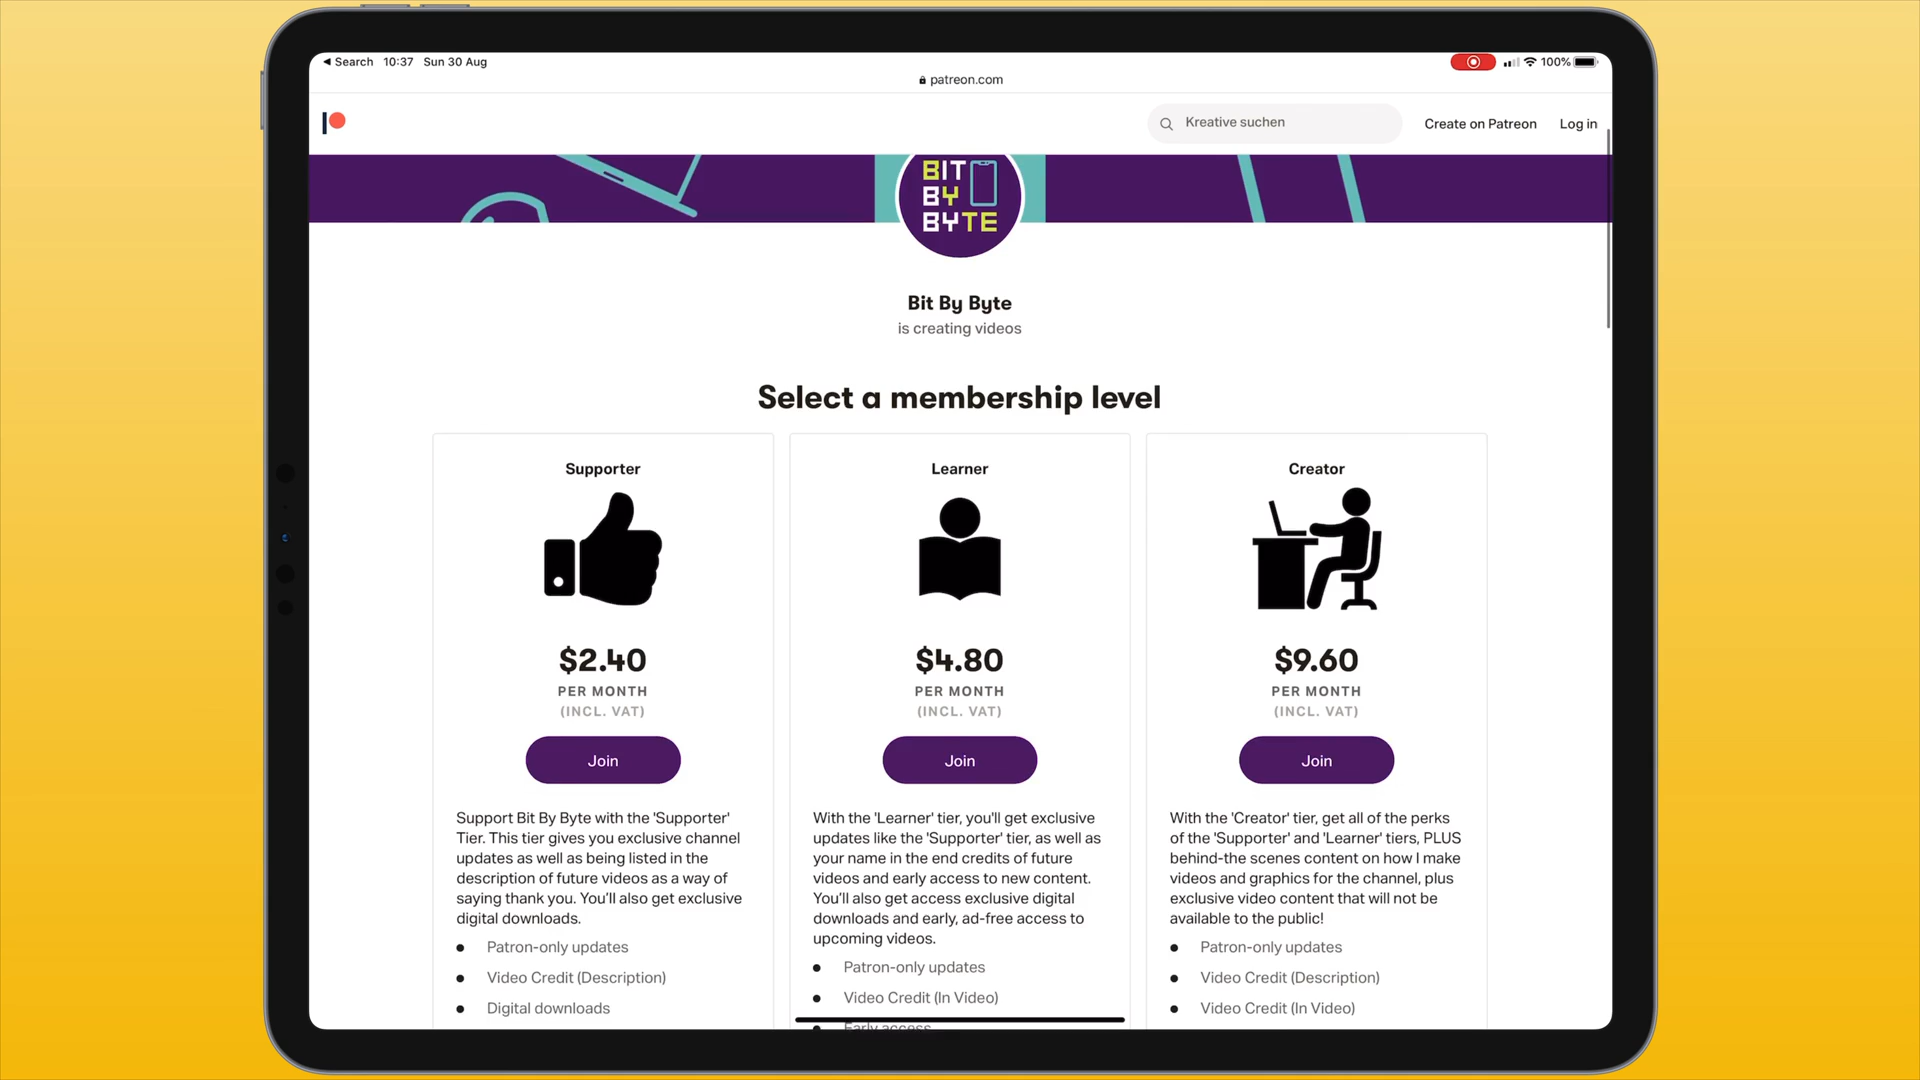 Search 10:37 Sun 30 Aug
100%
patreon.com
Kreative suchen
Create on Patreon
Log in
BIT
BY
BYTE
Bit By Byte
is creating videos
Select a membership level
Supporter
$2.40
PER MONTH
(INCL. VAT)
Join
Support Bit By Byte with the 'Supporter'
Tier. This tier gives you exclusive channel
updates as well as being listed in the
description of future videos as a way of
saying thank you. You'll also get exclusive
digital downloads.
Patron-only updates
Video Credit (Description)
Digital downloads
Learner
$4.80
PER MONTH
(INCL. VAT)
Join
With the 'Learner' tier, you'll get exclusive
updates like the 'Supporter' tier, as well as
your name in the end credits of future
videos and early access to new content.
You'll also get access exclusive digital
downloads and early, ad-free access to
upcoming videos.
Patron-only updates
Video Credit (In Video)
Early access
Creator
$9.60
PER MONTH
(INCL. VAT)
Join
With the 'Creator' tier, get all of the perks
of the 'Supporter' and 'Learner' tiers, PLUS
behind-the scenes content on how I make
videos and graphics for the channel, plus
exclusive video content that will not be
available to the public!
Patron-only updates
Video Credit (Description)
Video Credit (In Video)